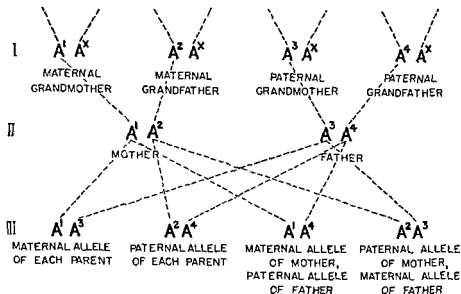 I A¹ Aˣ A² Aˣ A³ Aˣ A⁴ Aˣ
MATERNAL GRANDMOTHER
MATERNAL GRANDFATHER
PATERNAL GRANDMOTHER
PATERNAL GRANDFATHER
II A¹ A² A³ A⁴
MOTHER FATHER
III A¹ A³ A² A⁴ A¹ A⁴ A² A³
MATERNAL ALLELE
OF EACH PARENT
PATERNAL ALLELE
OF EACH PARENT
MATERNAL ALLELE
OF MOTHER,
PATERNAL ALLELE
OF FATHER
PATERNAL ALLELE
OF MOTHER,
MATERNAL ALLELE
OF FATHER